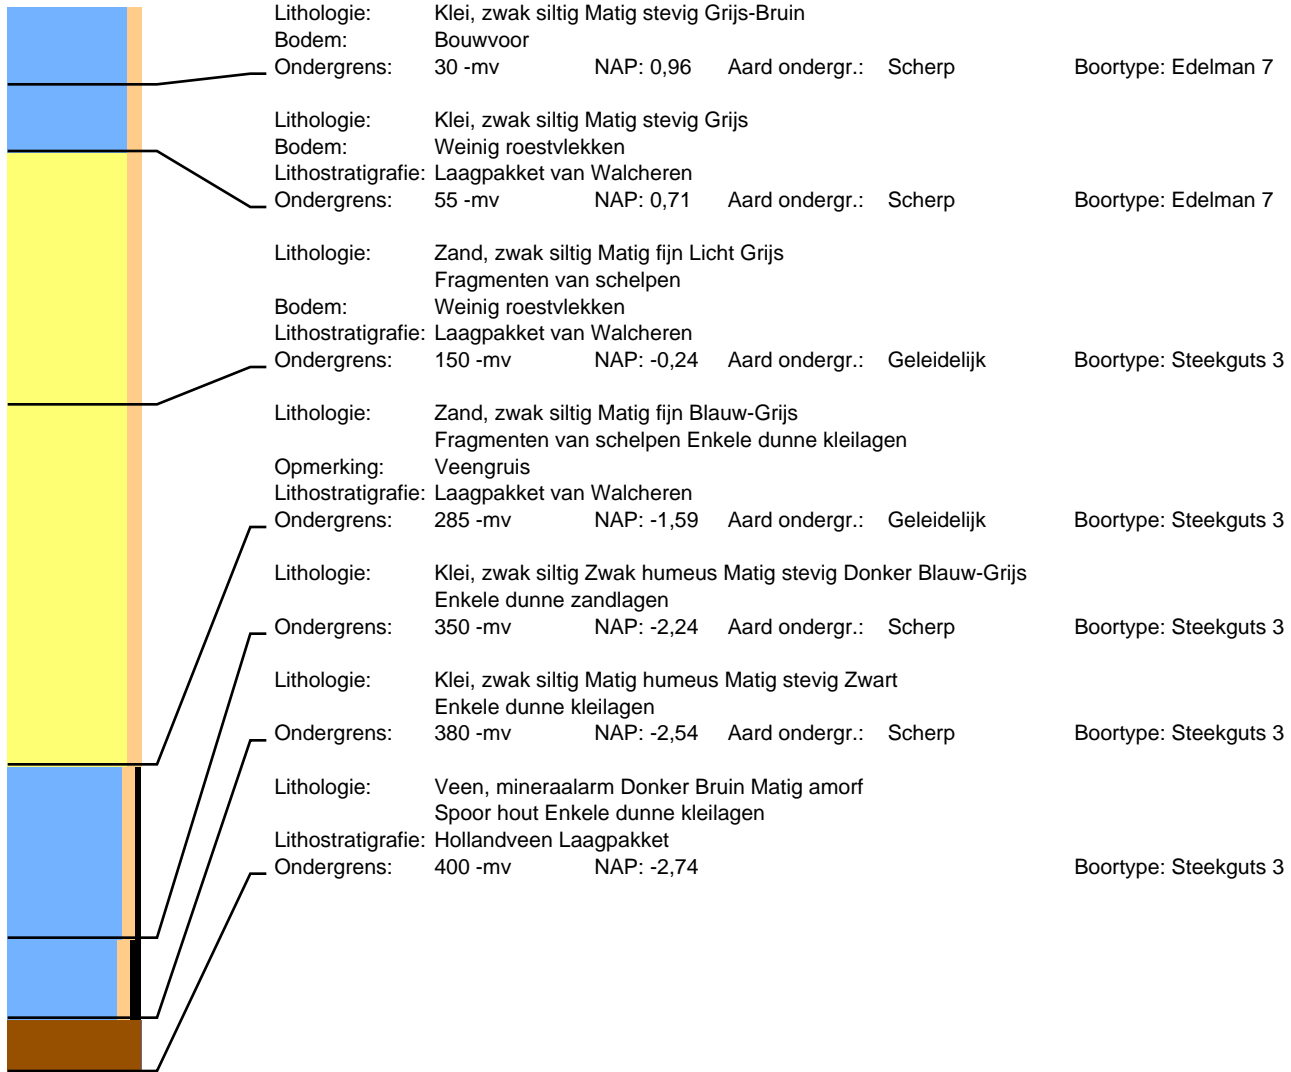 Lithologie: Klei, zwak siltig Matig stevig Grijs-Bruin
Bodem: Bouwvoor
Ondergrens: 30 -mv NAP: 0,96 Aard ondergr.: Scherp Boortype: Edelman 7
Lithologie: Klei, zwak siltig Matig stevig Grijs
Bodem: Weinig roestvlekken
Lithostratigrafie: Laagpakket van Walcheren
Ondergrens: 55 -mv NAP: 0,71 Aard ondergr.: Scherp Boortype: Edelman 7
Lithologie: Zand, zwak siltig Matig fijn Licht Grijs
Fragmenten van schelpen
Bodem: Weinig roestvlekken
Lithostratigrafie: Laagpakket van Walcheren
Ondergrens: 150 -mv NAP: -0,24 Aard ondergr.: Geleidelijk Boortype: Steekguts 3
Lithologie: Zand, zwak siltig Matig fijn Blauw-Grijs
Fragmenten van schelpen Enkele dunne kleilagen
Opmerking: Veengruis
Lithostratigrafie: Laagpakket van Walcheren
Ondergrens: 285 -mv NAP: -1,59 Aard ondergr.: Geleidelijk Boortype: Steekguts 3
Lithologie: Klei, zwak siltig Zwak humeus Matig stevig Donker Blauw-Grijs
Enkele dunne zandlagen
Ondergrens: 350 -mv NAP: -2,24 Aard ondergr.: Scherp Boortype: Steekguts 3
Lithologie: Klei, zwak siltig Matig humeus Matig stevig Zwart
Enkele dunne kleilagen
Ondergrens: 380 -mv NAP: -2,54 Aard ondergr.: Scherp Boortype: Steekguts 3
Lithologie: Veen, mineraalarm Donker Bruin Matig amorf
Spoor hout Enkele dunne kleilagen
Lithostratigrafie: Hollandveen Laagpakket
Ondergrens: 400 -mv NAP: -2,74 Boortype: Steekguts 3